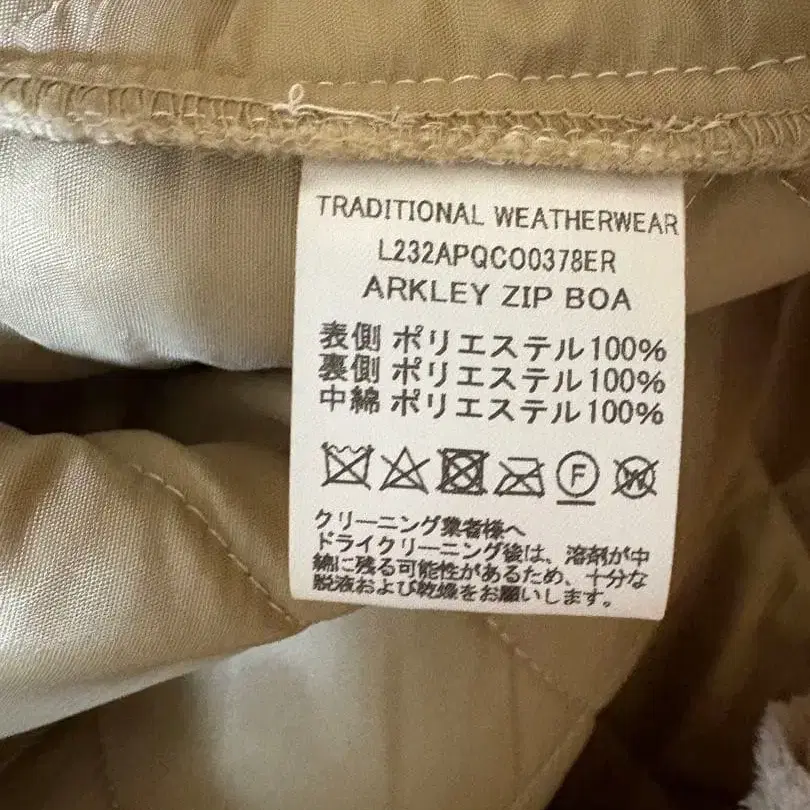 TRADITIONAL WEATHERWEAR
L232APQCO0378ER
ARKLEY ZIP BOA
表側 ポリエステル100%
裏側 ポリエステル100%
中綿 ポリエステル100%
F W
クリーニング業者様へ
ドライクリーニング後は、溶剤が中
綿に残る可能性があるため、十分な
脱液および乾燥をお願いします。